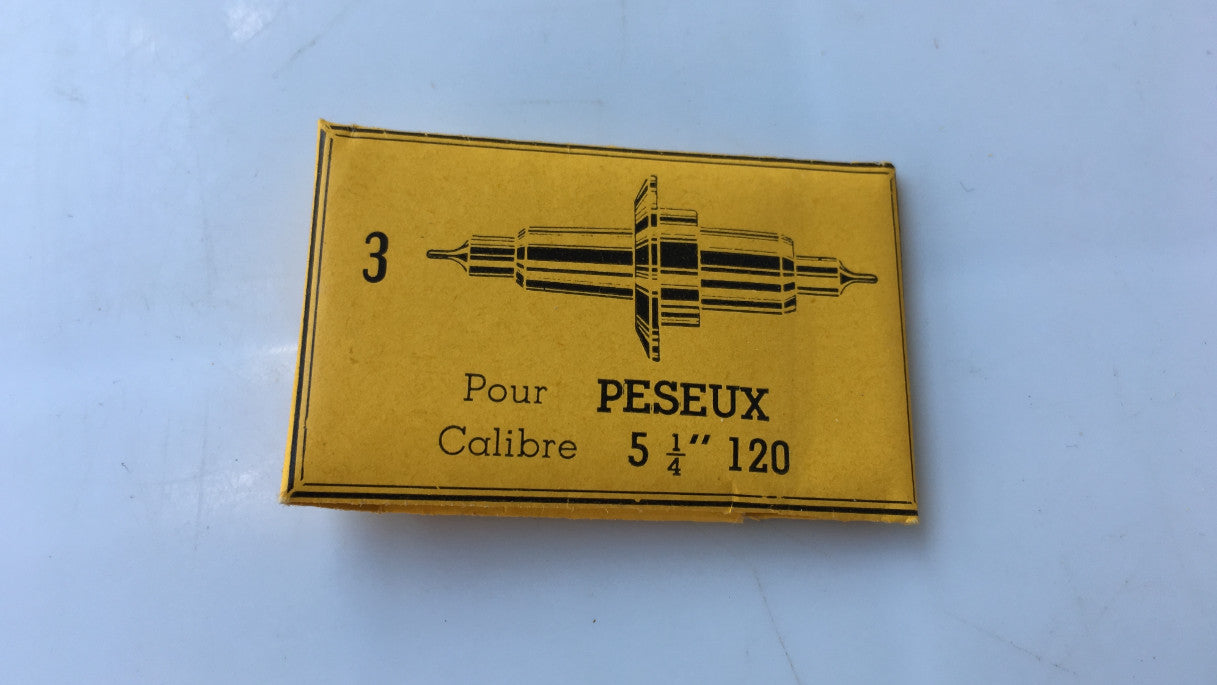 3
Pour PESEUX
Calibre 5 1/4″ 120